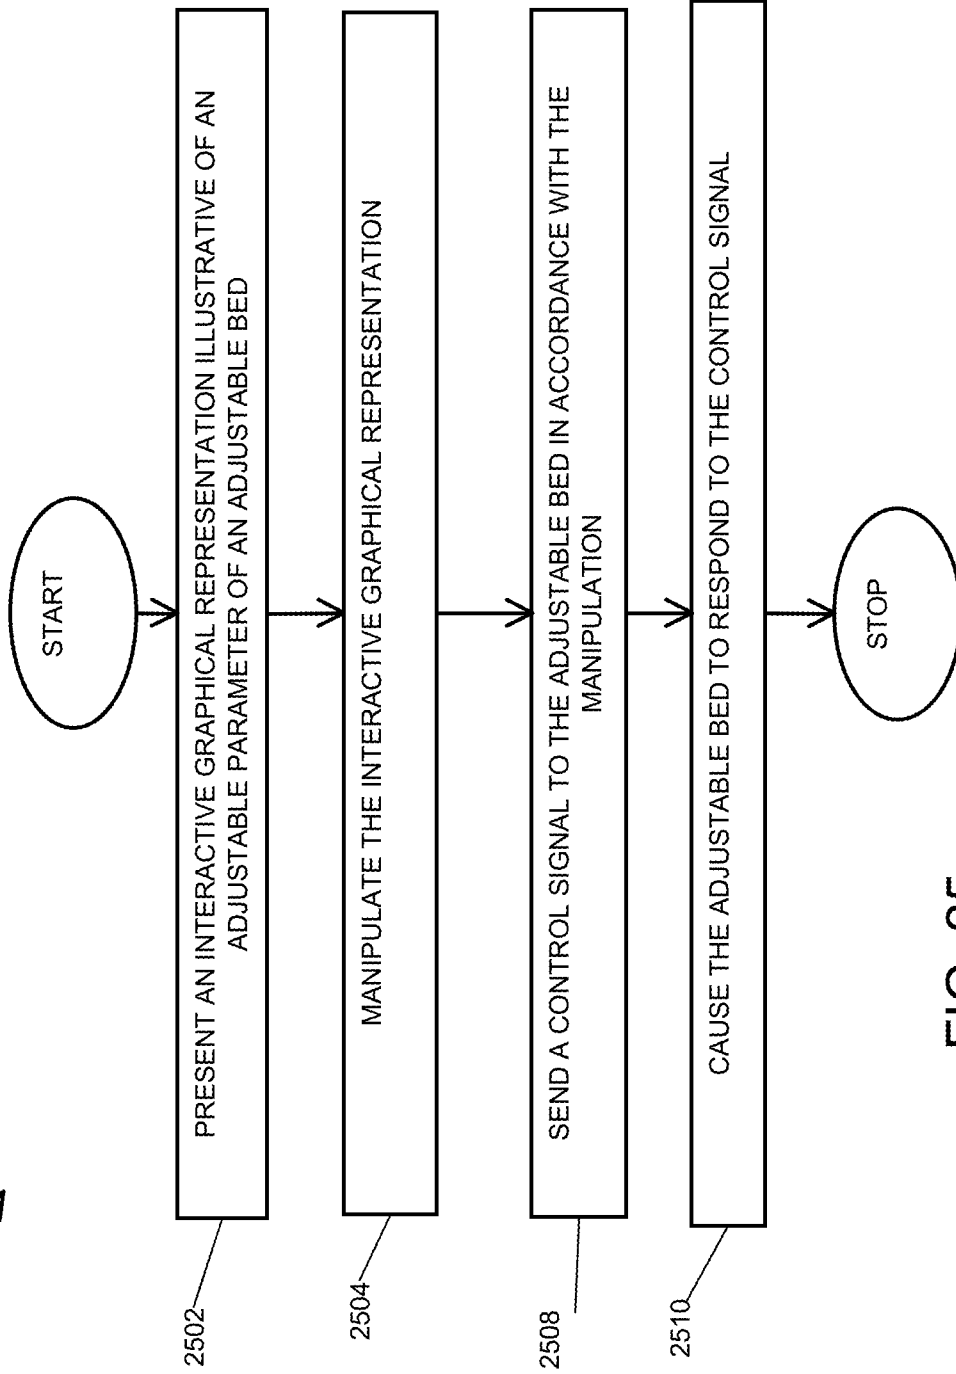 START
PRESENT AN INTERACTIVE GRAPHICAL REPRESENTATION ILLUSTRATIVE OF AN
ADJUSTABLE PARAMETER OF AN ADJUSTABLE BED
2502
MANIPULATE THE INTERACTIVE GRAPHICAL REPRESENTATION
2504
SEND A CONTROL SIGNAL TO THE ADJUSTABLE BED IN ACCORDANCE WITH THE
MANIPULATION
2508
CAUSE THE ADJUSTABLE BED TO RESPOND TO THE CONTROL SIGNAL
2510
STOP
FIG. 25